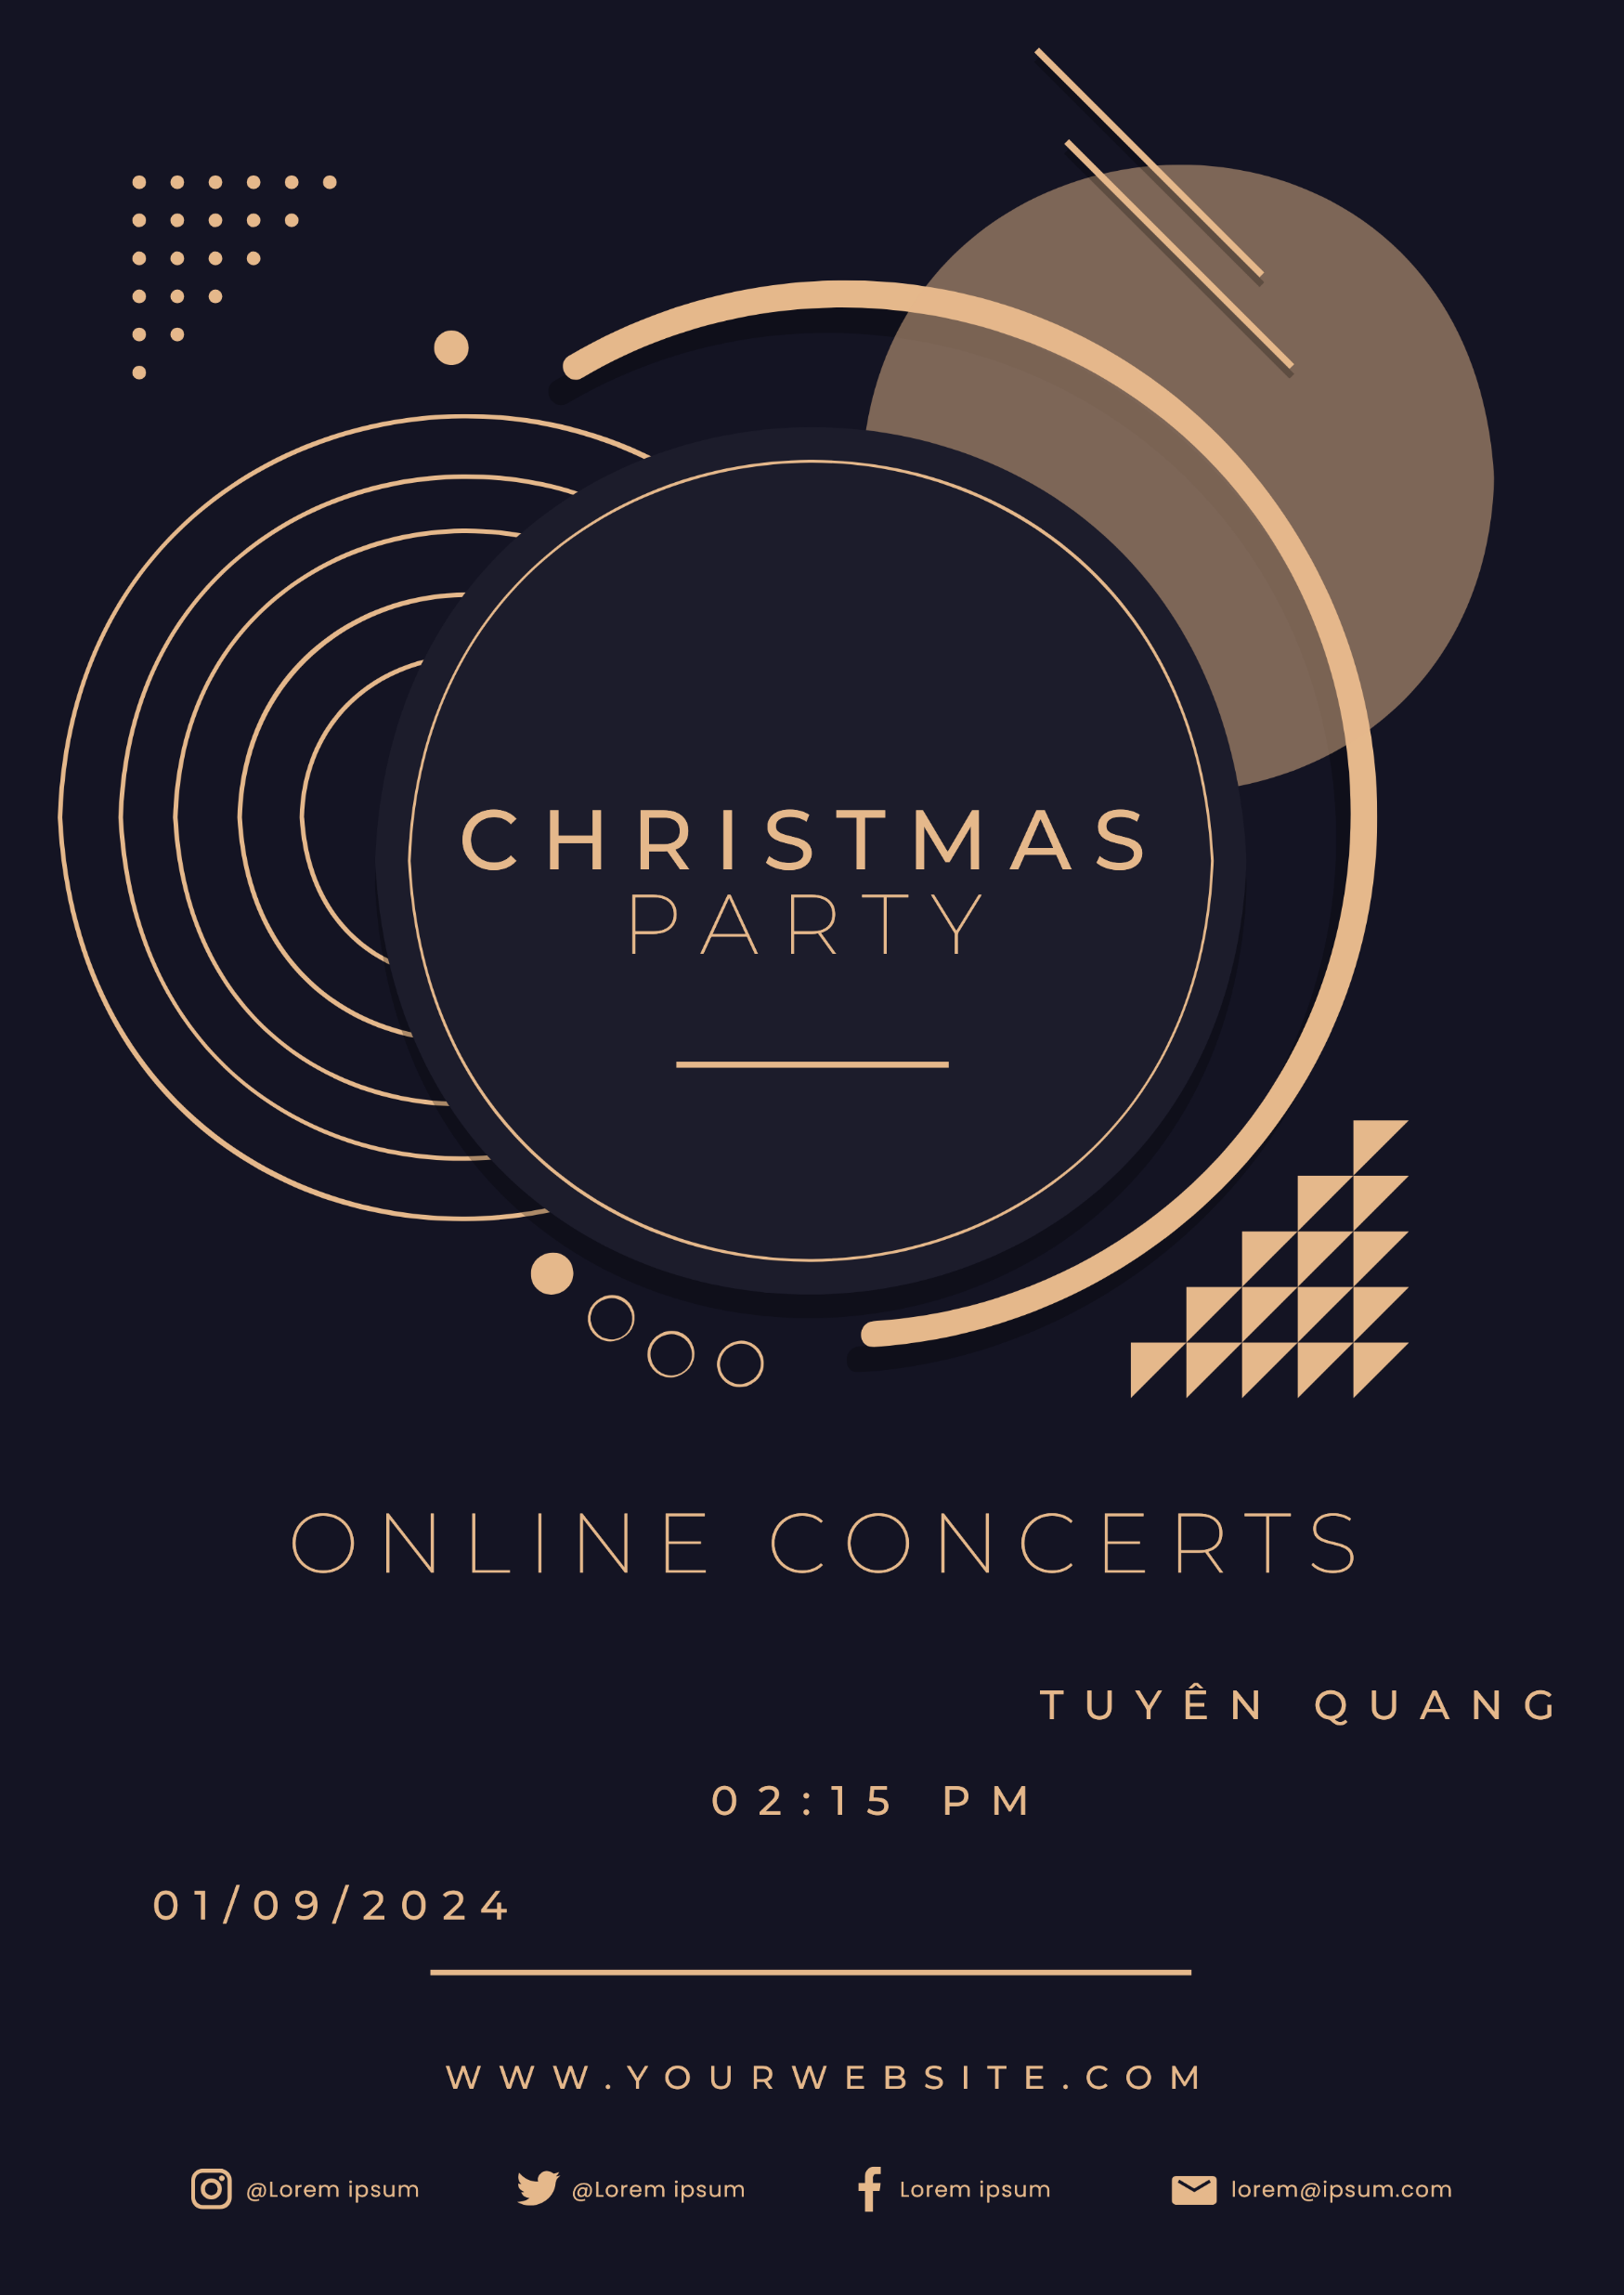 CHRISTMAS
PARTY
ONLINE CONCERTS
TUYÊN QUANG
02:15 PM
01/09/2024
WWW.YOURWEBSITE.COM
@Lorem ipsum
@Lorem ipsum
Lorem ipsum
lorem@ipsum.com